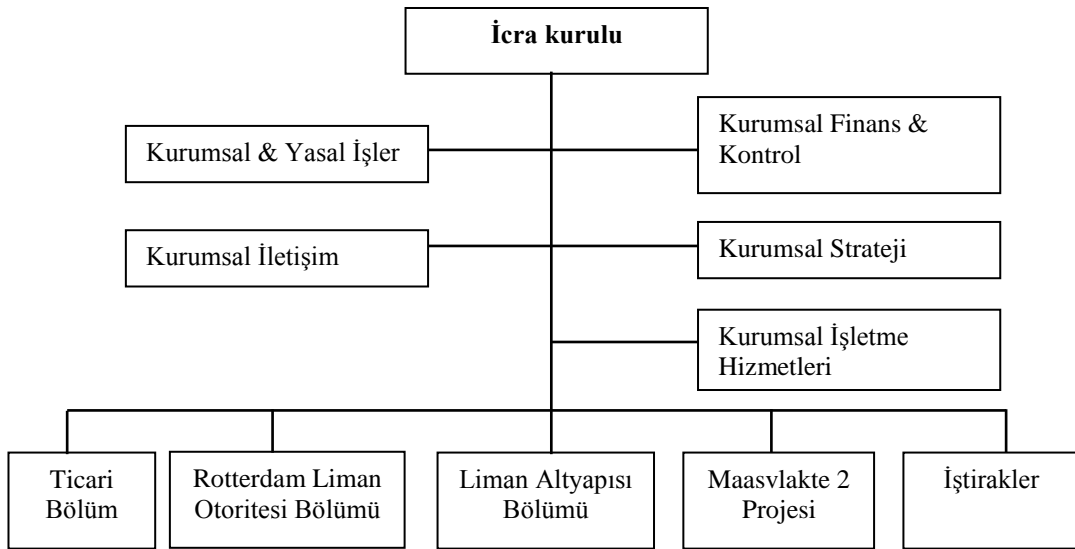 İcra kurulu
Kurumsal & Yasal İşler
Kurumsal Finans &
Kontrol
Kurumsal İletişim
Kurumsal Strateji
Kurumsal İşletme
Hizmetleri
Ticari
Bölüm
Rotterdam Liman
Otoritesi Bölümü
Liman Altyapısı
Bölümü
Maasvlakte 2
Projesi
İştirakler